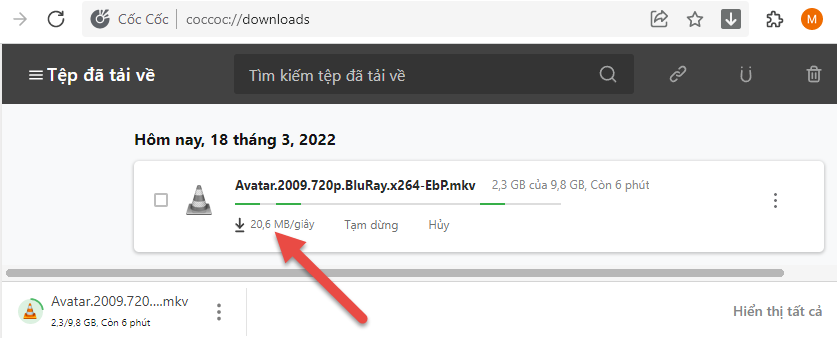 Cốc Cốc | coccoc://downloads
M
Tệp đã tải về
Tìm kiếm tệp đã tải về
Hôm nay, 18 tháng 3, 2022
Avatar.2009.720p.BluRay.x264-EbP.mkv 2,3 GB của 9,8 GB, Còn 6 phút
20,6 MB/giây Tạm dừng Hủy
Avatar.2009.720....mkv
2,3/9,8 GB, Còn 6 phút
Hiển thị tất cả